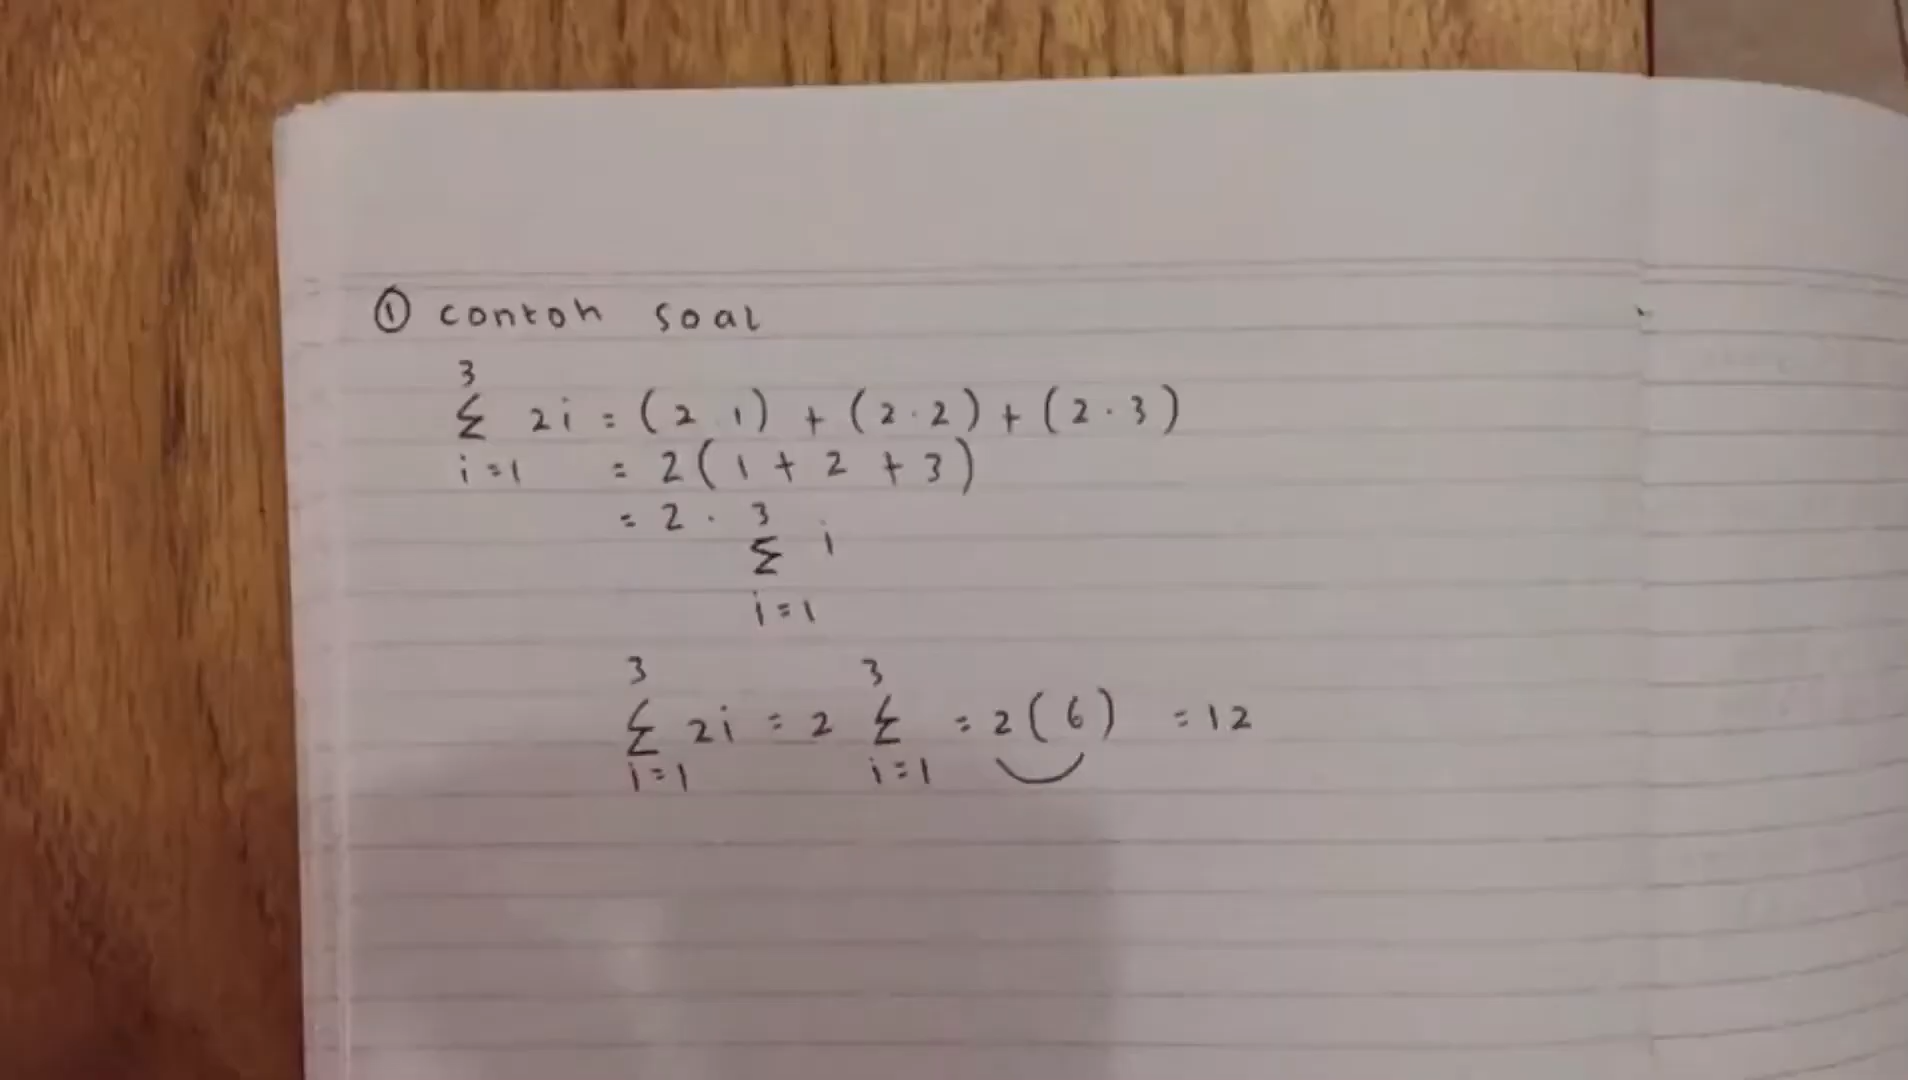 ① contoh soal
3
Σ 2i = (2 1) + (2·2) + (2·3)
i=1 = 2(1 + 2 + 3)
= 2 · 3
Σ i
i=1
3 3
Σ 2i = 2 Σ = 2(6) = 12
i=1 i=1